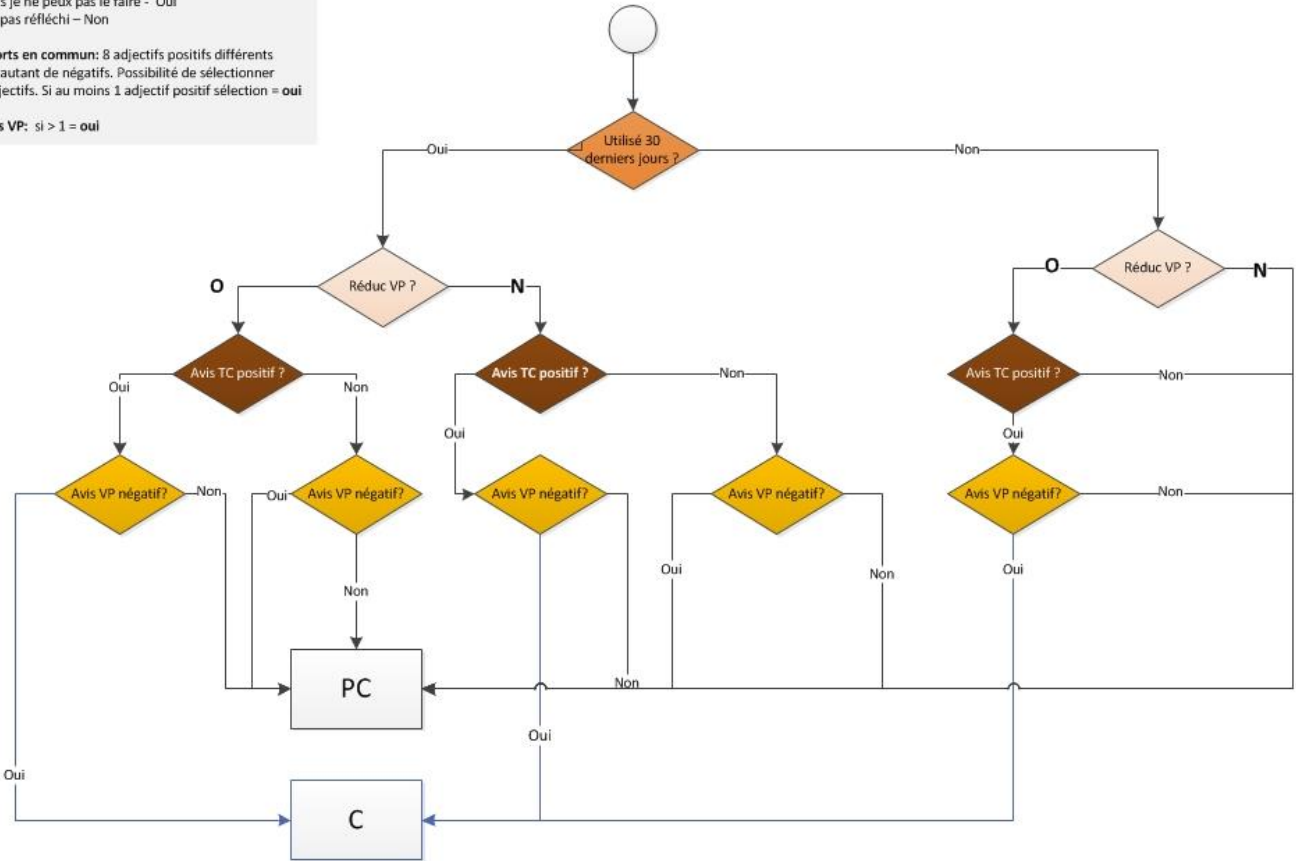 s je ne peux pas le faire - Oui
pas réfléchi – Non
orts en commun: 8 adjectifs positifs différents
autant de négatifs. Possibilité de sélectionner
jectifs. Si au moins 1 adjectif positif sélection = oui
s VP: si > 1 = oui
Utilisé 30
derniers jours ?
Oui
Non
Réduc VP ?
O
N
Réduc VP ?
O
N
Avis TC positif ?
Oui
Non
Avis TC positif ?
Oui
Non
Avis TC positif ?
Non
Oui
Avis VP négatif?
Non
Oui
Avis VP négatif?
Avis VP négatif?
Avis VP négatif?
Avis VP négatif?
Non
Oui
Non
Oui
Non
Oui
PC
Non
Oui
Oui
C